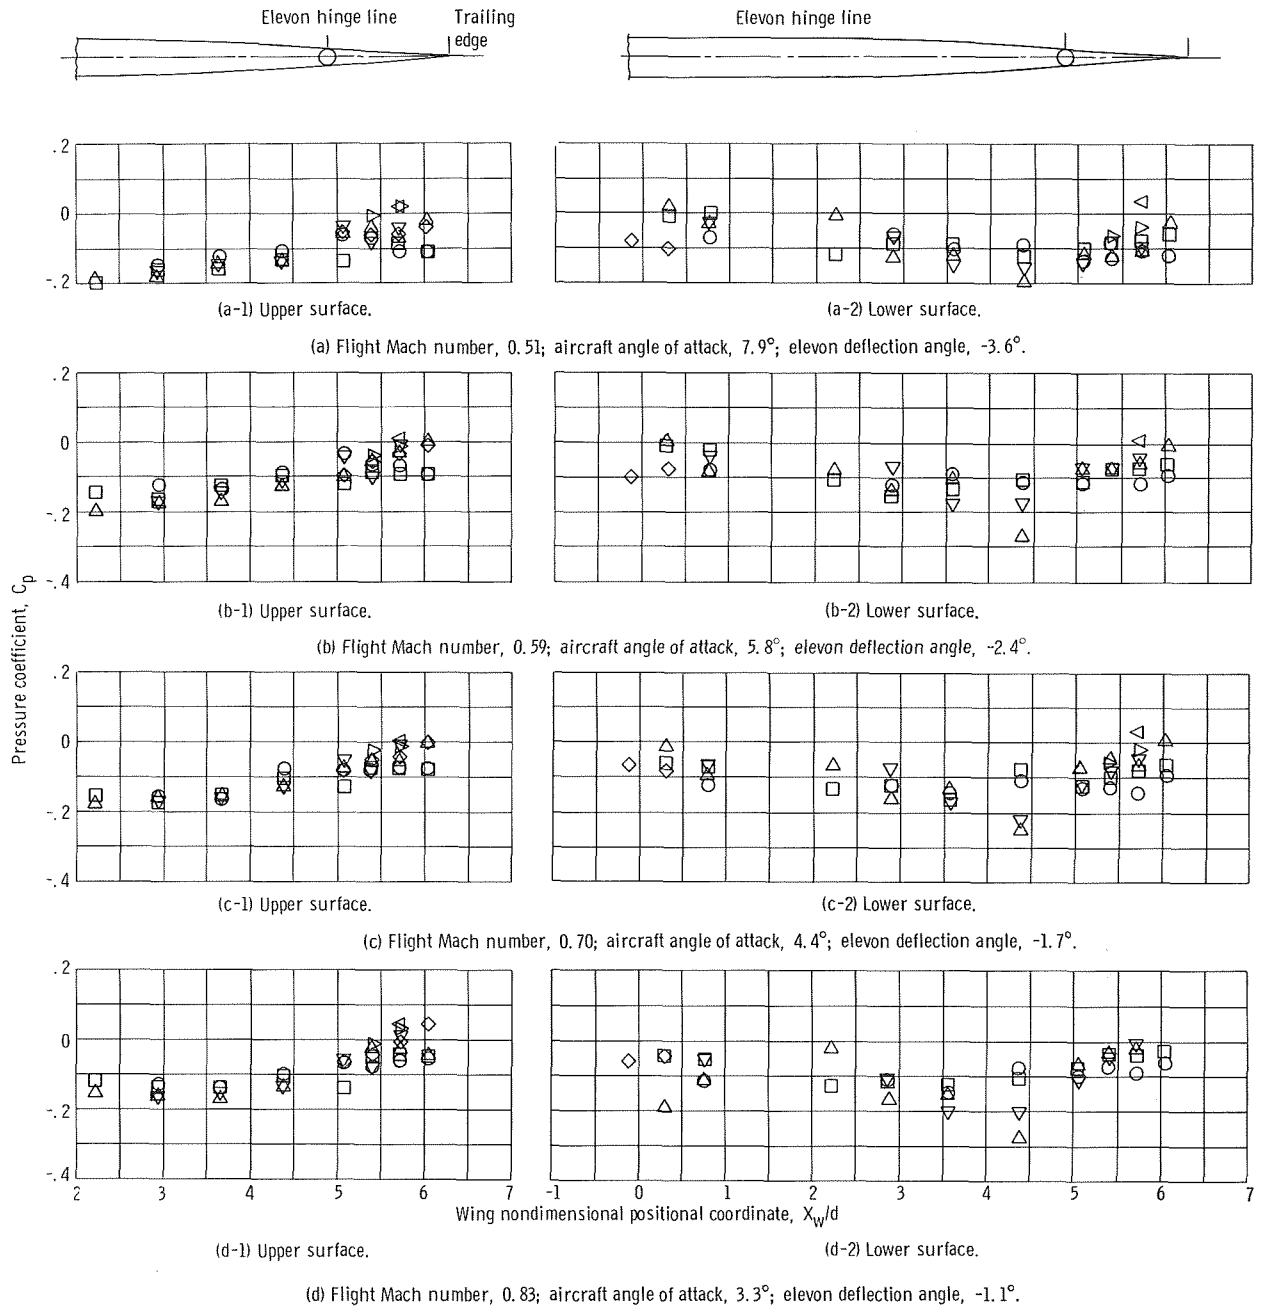 Elevon hinge line
Trailing
edge
Elevon hinge line
.2
0
-.2
(a-1) Upper surface.
(a-2) Lower surface.
(a) Flight Mach number, 0.51; aircraft angle of attack, 7.9°; elevon deflection angle, -3.6°.
.2
0
-.2
-.4
(b-1) Upper surface.
(b-2) Lower surface.
(b) Flight Mach number, 0.59; aircraft angle of attack, 5.8°; elevon deflection angle, -2.4°.
Pressure coefficient, Cp
.2
0
-.2
-.4
(c-1) Upper surface.
(c-2) Lower surface.
(c) Flight Mach number, 0.70; aircraft angle of attack, 4.4°; elevon deflection angle, -1.7°.
.2
0
-.2
-.4
2 3 4 5 6 7
-1 0 1 2 3 4 5 6 7
Wing nondimensional positional coordinate, Xw/d
(d-1) Upper surface.
(d-2) Lower surface.
(d) Flight Mach number, 0.83; aircraft angle of attack, 3.3°; elevon deflection angle, -1.1°.